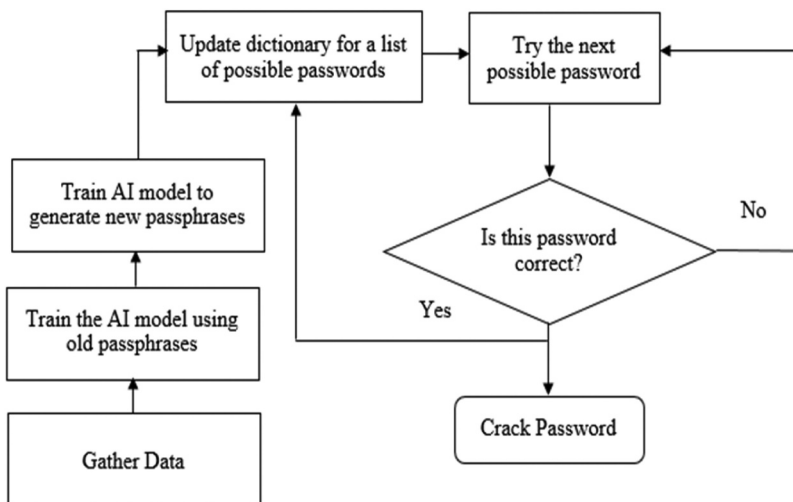 Update dictionary for a list
of possible passwords
Try the next
possible password
Train AI model to
generate new passphrases
Is this password
correct?
No
Train the AI model using
old passphrases
Yes
Crack Password
Gather Data